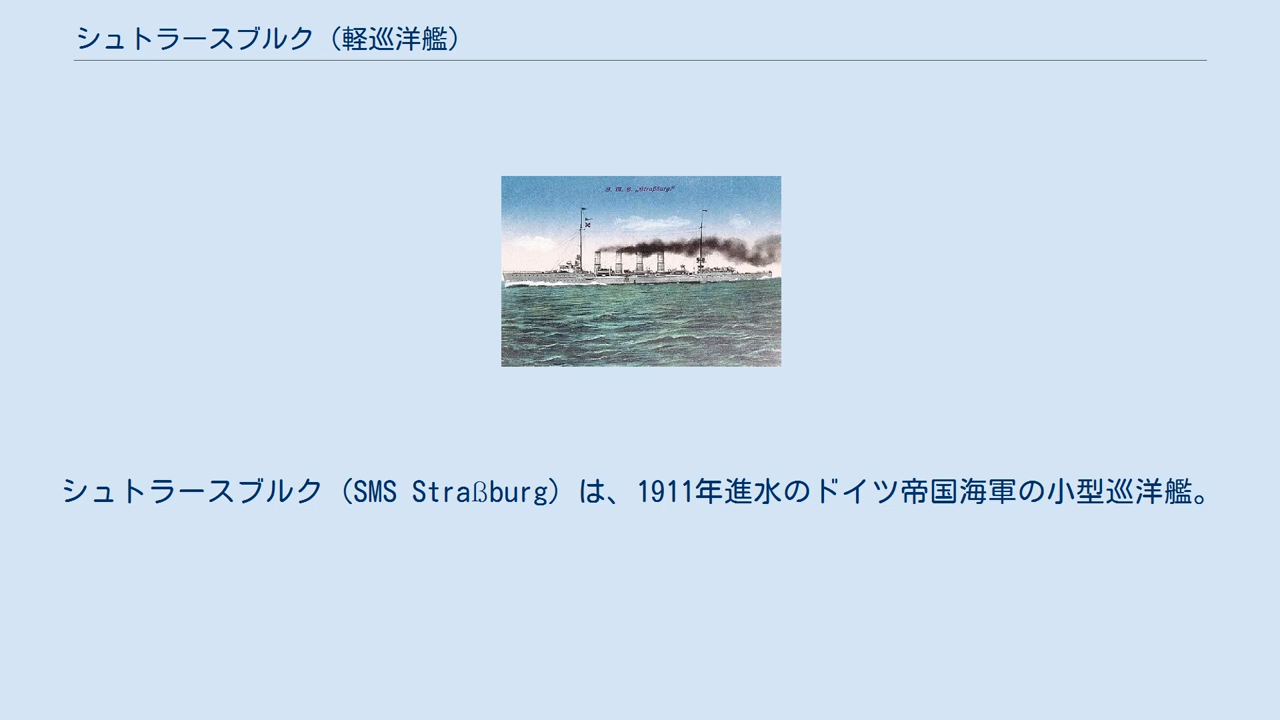 シュトラースブルク（軽巡洋艦）
S. M. S. „Straßburg“
シュトラースブルク（SMS Straßburg）は、1911年進水のドイツ帝国海軍の小型巡洋艦。